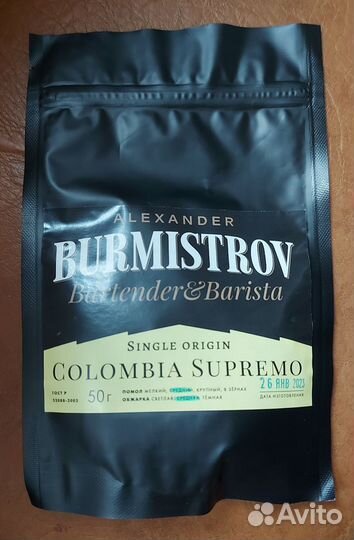 ALEXANDER
BURMISTROV
Bartender&Barista
SINGLE ORIGIN
COLOMBIA SUPREMO
ГОСТ Р
50г
ПОМОЛ МЕЛКИЙ, СРЕДНИЙ, КРУПНЫЙ, В ЗЁРНАХ
26 ЯНВ 2023
ОБЖАРКА СВЕТЛАЯ, СРЕДНЯЯ, ТЁМНАЯ
ДАТА ИЗГОТОВЛЕНИЯ
Avito